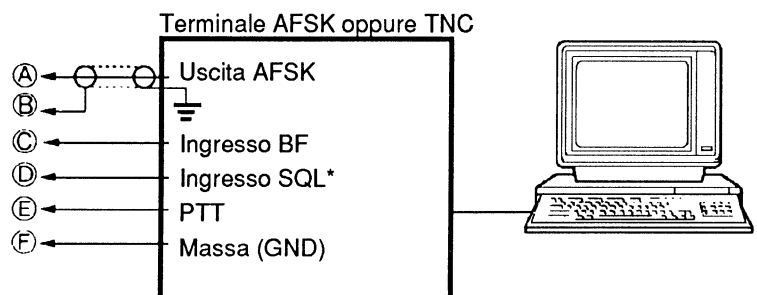 Terminale AFSK oppure TNC
A Uscita AFSK
B
C Ingresso BF
D Ingresso SQL*
E PTT
F Massa (GND)